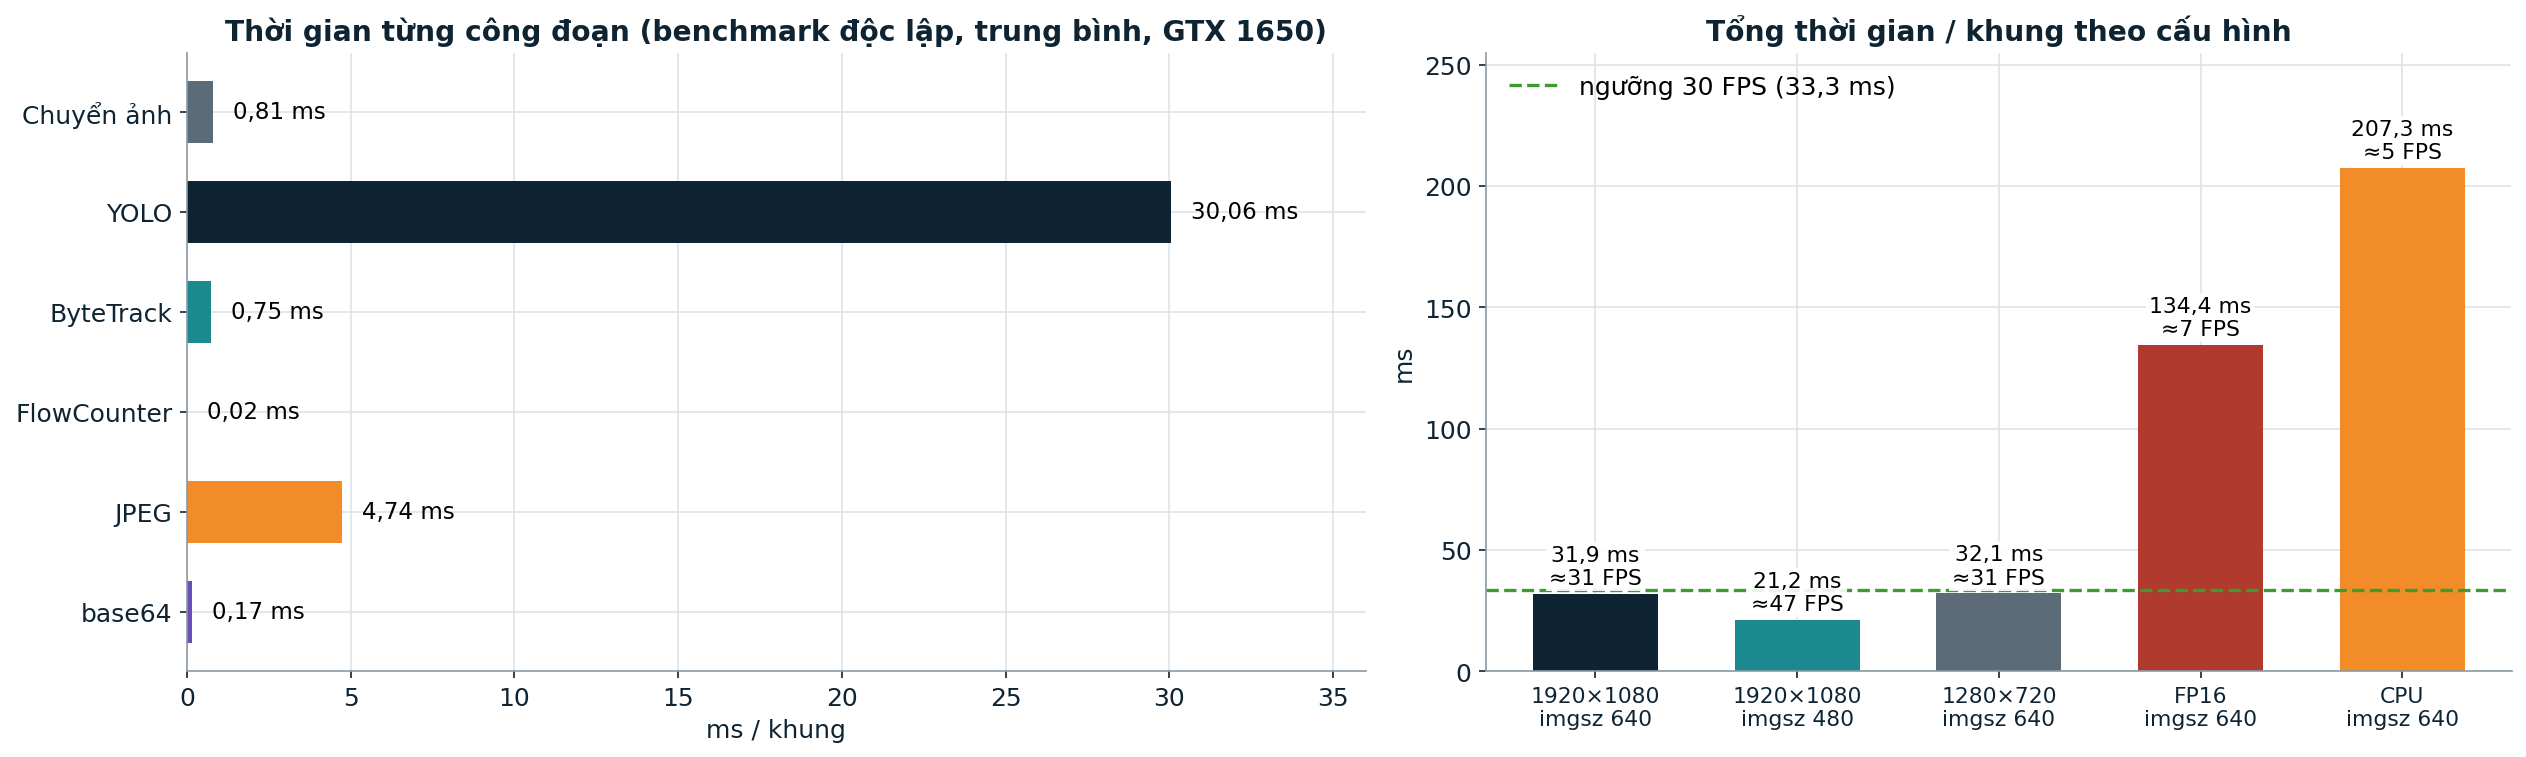 Thời gian từng công đoạn (benchmark độc lập, trung bình, GTX 1650)
Chuyển ảnh
0,81 ms
YOLO
30,06 ms
ByteTrack
0,75 ms
FlowCounter
0,02 ms
JPEG
4,74 ms
base64
0,17 ms
0 5 10 15 20 25 30 35
ms / khung
Tổng thời gian / khung theo cấu hình
ngưỡng 30 FPS (33,3 ms)
ms
250
200
150
100
50
0
31,9 ms
≈31 FPS
21,2 ms
≈47 FPS
32,1 ms
≈31 FPS
134,4 ms
≈7 FPS
207,3 ms
≈5 FPS
1920×1080
imgsz 640
1920×1080
imgsz 480
1280×720
imgsz 640
FP16
imgsz 640
CPU
imgsz 640